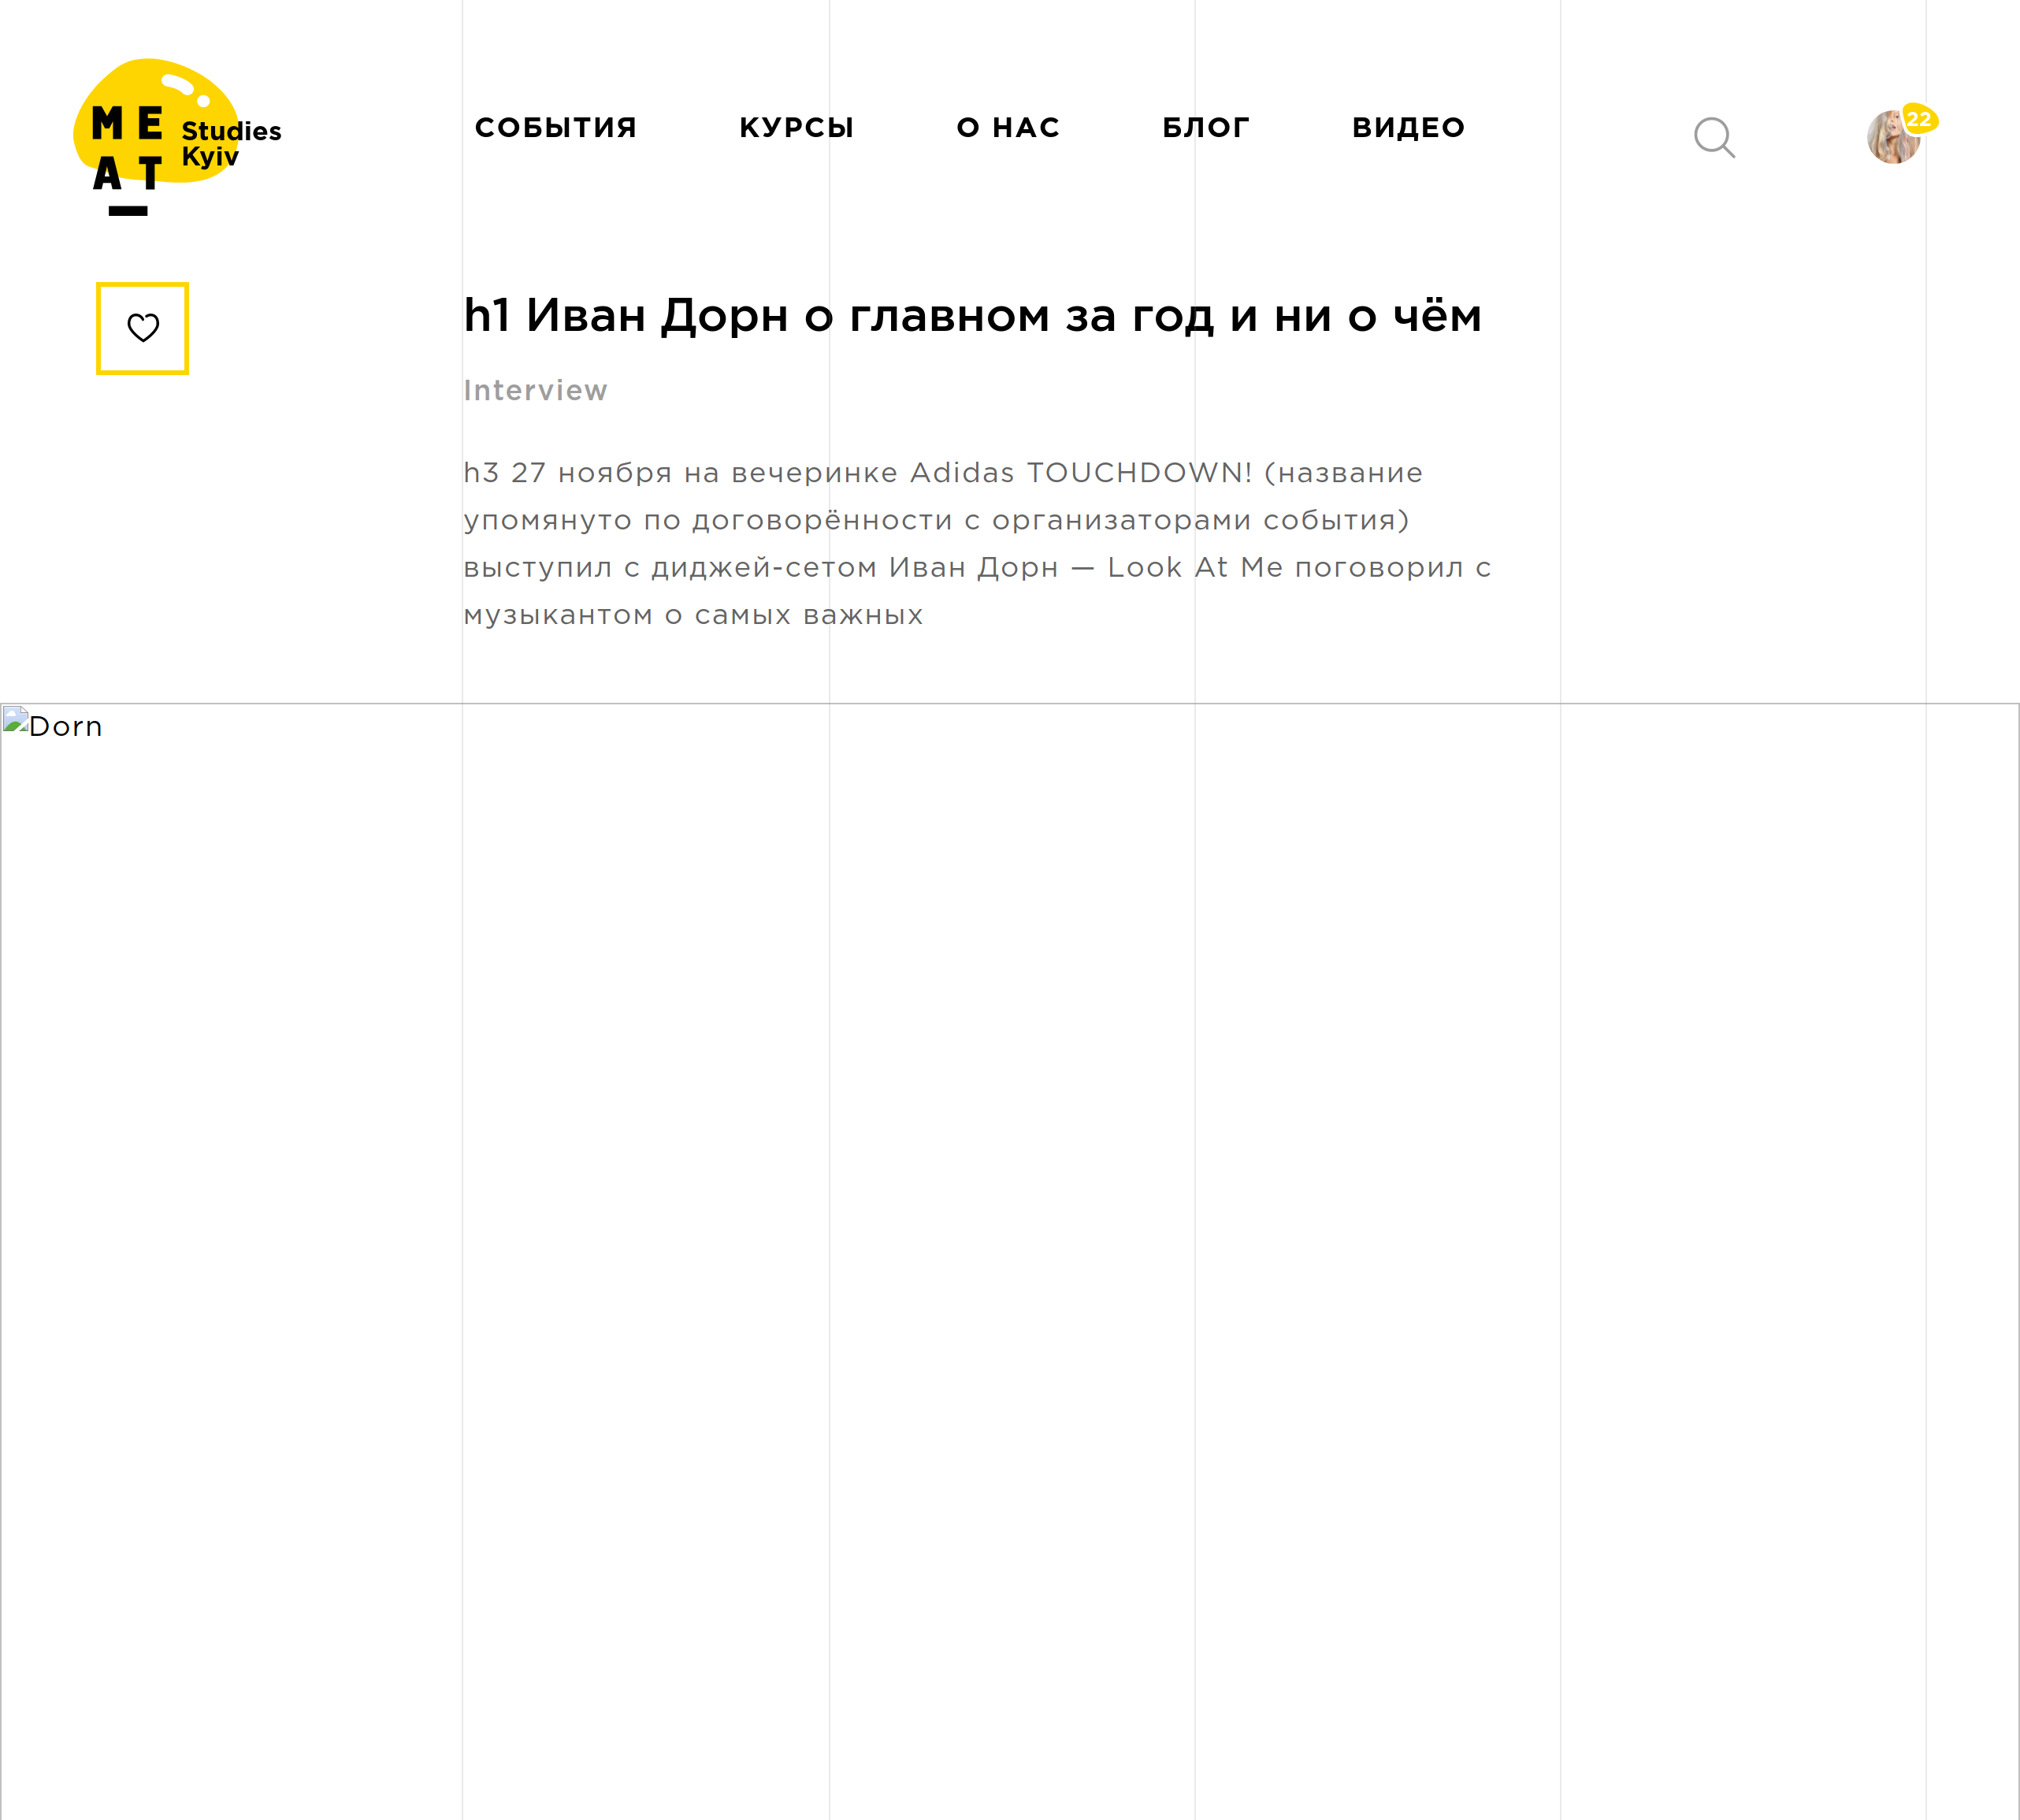 ME
AT
Studies
Kyiv
СОБЫТИЯ
КУРСЫ
О НАС
БЛОГ
ВИДЕО
22
h1 Иван Дорн о главном за год и ни о чём
Interview
h3 27 ноября на вечеринке Adidas TOUCHDOWN! (название
упомянуто по договорённости с организаторами события)
выступил с диджей-сетом Иван Дорн — Look At Me поговорил с
музыкантом о самых важных
Dorn